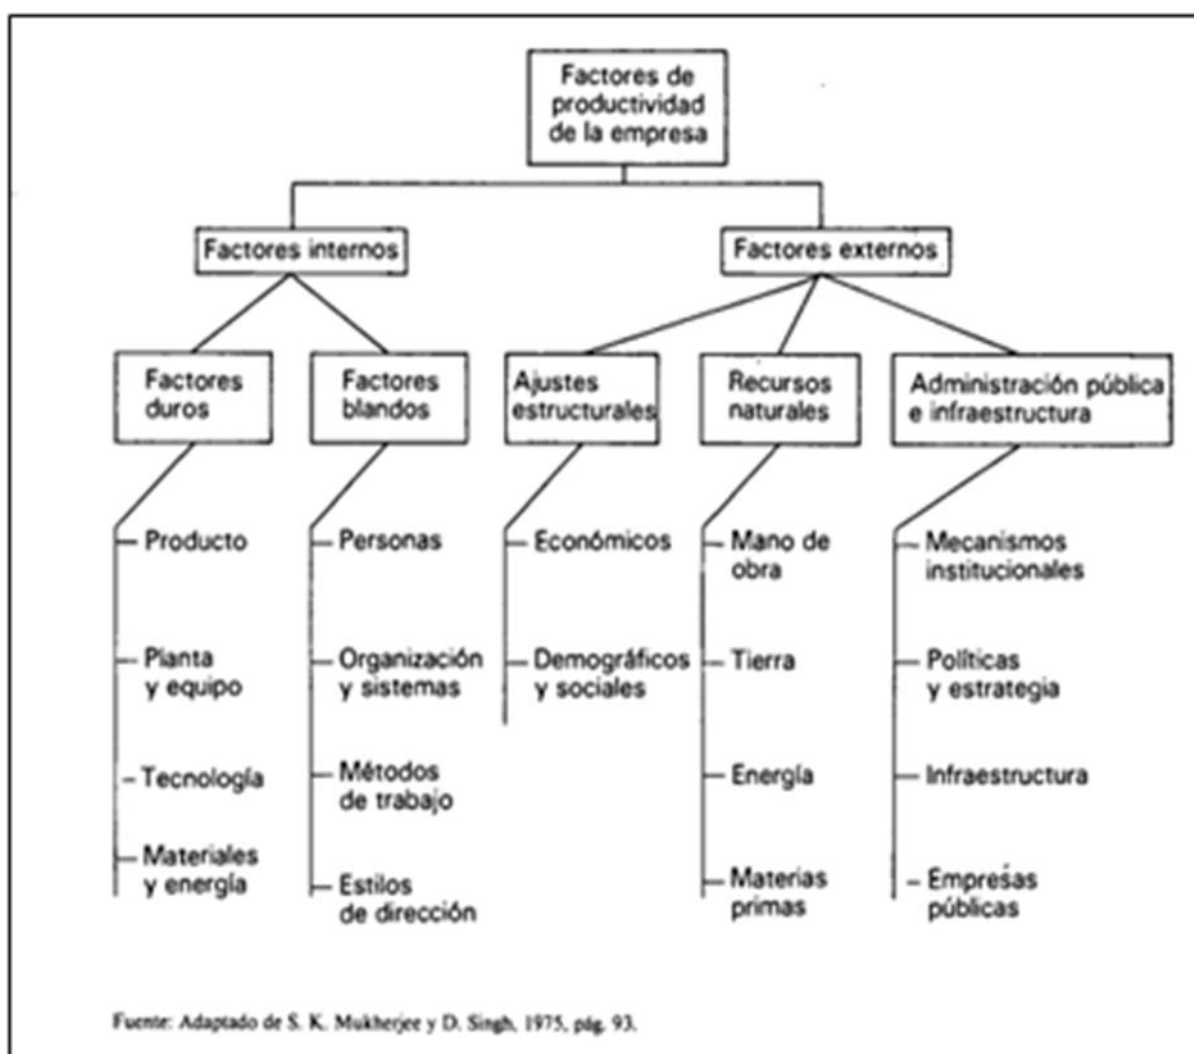 Factores de
productividad
de la empresa
Factores internos
Factores externos
Factores
duros
Factores
blandos
Ajustes
estructurales
Recursos
naturales
Administración pública
e infraestructura
Producto
Planta
y equipo
Tecnología
Materiales
y energía
Personas
Organización
y sistemas
Métodos
de trabajo
Estilos
de dirección
Económicos
Demográficos
y sociales
Mano de
obra
Tierra
Energía
Materias
primas
Mecanismos
institucionales
Políticas
y estrategia
Infraestructura
Empresas
públicas
Fuente: Adaptado de S. K. Mukherjee y D. Singh, 1975, pág. 93.